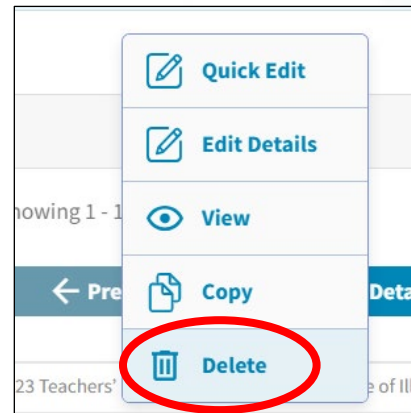 Quick Edit
Edit Details
howing 1 - 1
View
← Pre
Copy
Deta
Delete
23 Teachers'
e of Ill